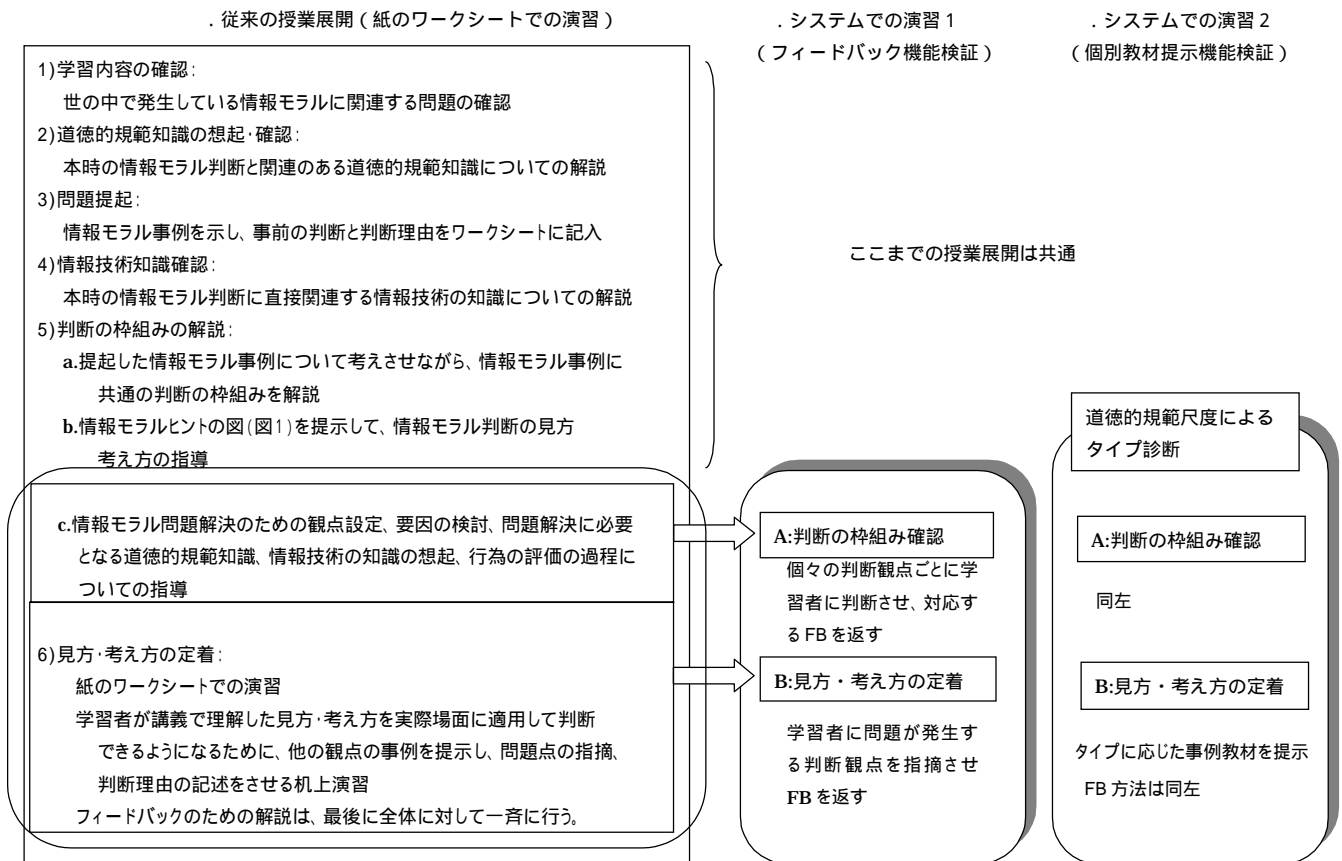 ．従来の授業展開（紙のワークシートでの演習）
1)学習内容の確認：
世の中で発生している情報モラルに関連する問題の確認
2)道徳的規範知識の想起･確認：
本時の情報モラル判断と関連のある道徳的規範知識についての解説
3)問題提起：
情報モラル事例を示し、事前の判断と判断理由をワークシートに記入
4)情報技術知識確認：
本時の情報モラル判断に直接関連する情報技術の知識についての解説
5)判断の枠組みの解説：
a.提起した情報モラル事例について考えさせながら、情報モラル事例に
共通の判断の枠組みを解説
b.情報モラルヒントの図(図1)を提示して、情報モラル判断の見方
考え方の指導
c.情報モラル問題解決のための観点設定、要因の検討、問題解決に必要
となる道徳的規範知識、情報技術の知識の想起、行為の評価の過程に
ついての指導
6)見方･考え方の定着：
紙のワークシートでの演習
学習者が講義で理解した見方･考え方を実際場面に適用して判断
できるようになるために、他の観点の事例を提示し、問題点の指摘、
判断理由の記述をさせる机上演習
フィードバックのための解説は、最後に全体に対して一斉に行う。
ここまでの授業展開は共通
．システムでの演習1
（フィードバック機能検証）
A:判断の枠組み確認
個々の判断観点ごとに学
習者に判断させ、対応す
るFBを返す
B:見方・考え方の定着
学習者に問題が発生す
る判断観点を指摘させ
FBを返す
．システムでの演習2
（個別教材提示機能検証）
道徳的規範尺度による
タイプ診断
A:判断の枠組み確認
同左
B:見方・考え方の定着
タイプに応じた事例教材を提示
FB方法は同左